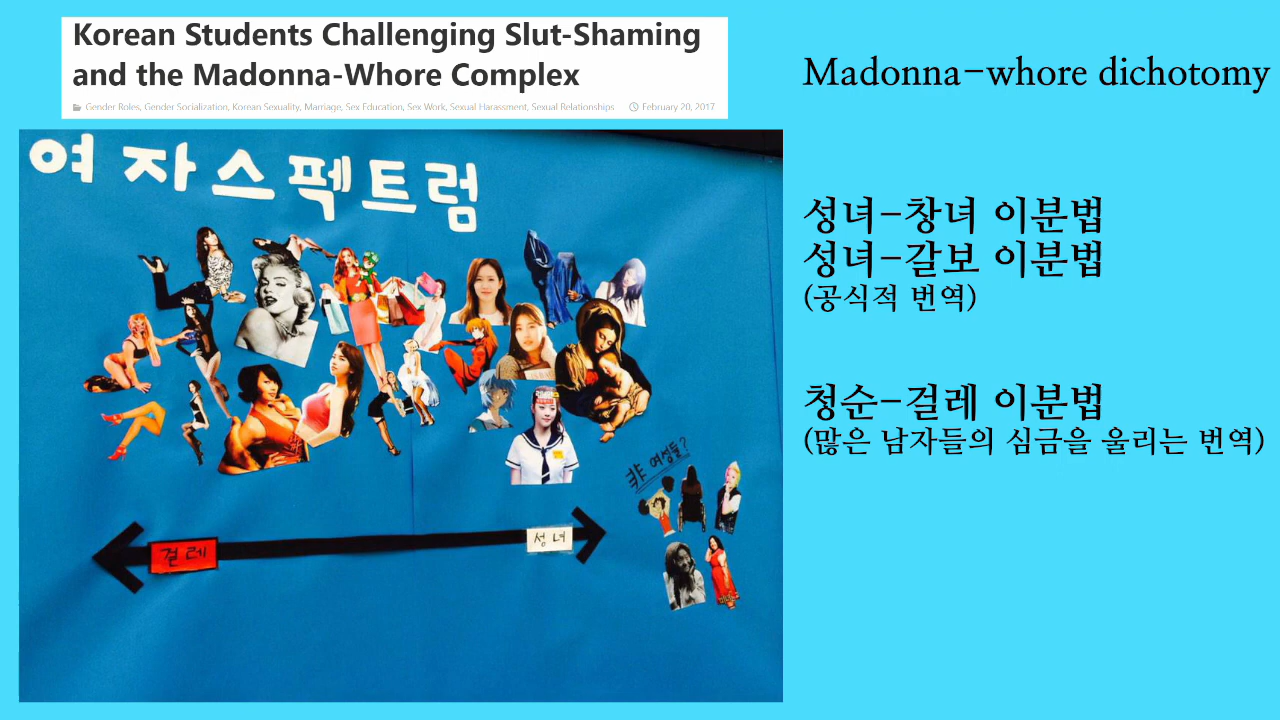 Korean Students Challenging Slut-Shaming
and the Madonna-Whore Complex
Gender Roles, Gender Socialization, Korean Sexuality, Marriage, Sex Education, Sex Work, Sexual Harassment, Sexual Relationships February 20, 2017
Madonna-whore dichotomy
여자스펙트럼
성녀-창녀 이분법
성녀-갈보 이분법
(공식적 번역)
청순-걸레 이분법
(많은 남자들의 심금을 울리는 번역)
非 여성들?
걸레
성녀